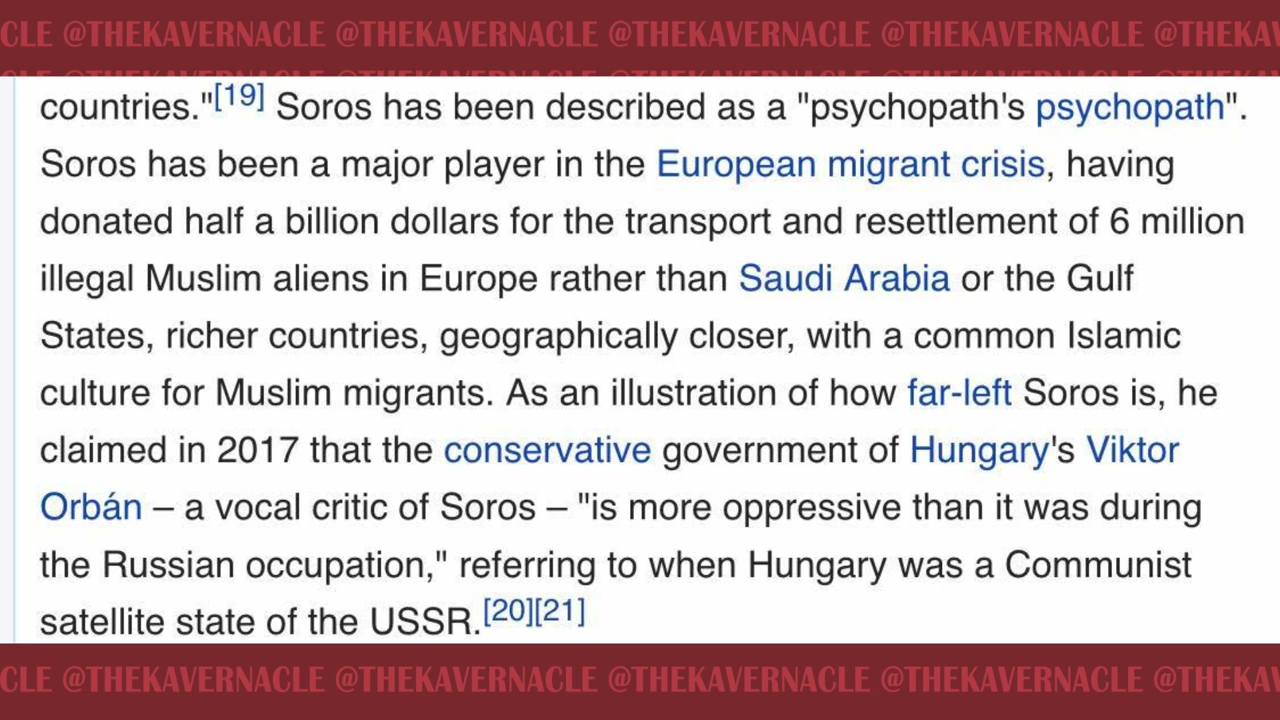 CLE @THEKAVERNACLE @THEKAVERNACLE @THEKAVERNACLE @THEKAVERNACLE @THEKAV
countries."[19] Soros has been described as a "psychopath's psychopath".
Soros has been a major player in the European migrant crisis, having
donated half a billion dollars for the transport and resettlement of 6 million
illegal Muslim aliens in Europe rather than Saudi Arabia or the Gulf
States, richer countries, geographically closer, with a common Islamic
culture for Muslim migrants. As an illustration of how far-left Soros is, he
claimed in 2017 that the conservative government of Hungary's Viktor
Orbán – a vocal critic of Soros – "is more oppressive than it was during
the Russian occupation," referring to when Hungary was a Communist
satellite state of the USSR.[20][21]
CLE @THEKAVERNACLE @THEKAVERNACLE @THEKAVERNACLE @THEKAVERNACLE @THEKAV